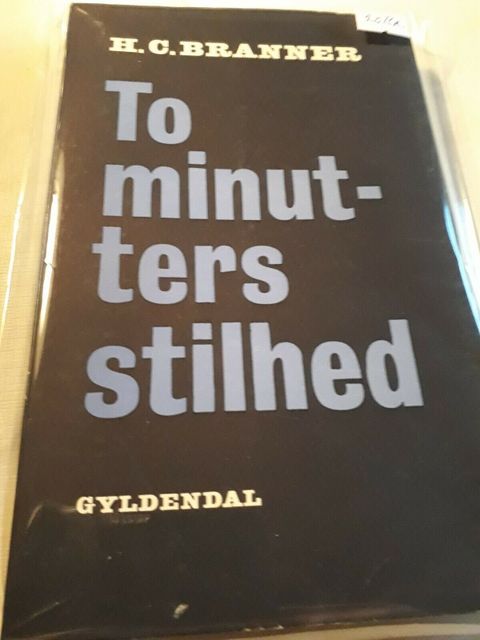 H.C.BRANNER
To
minut-
ters
stilhed
GYLDENDAL